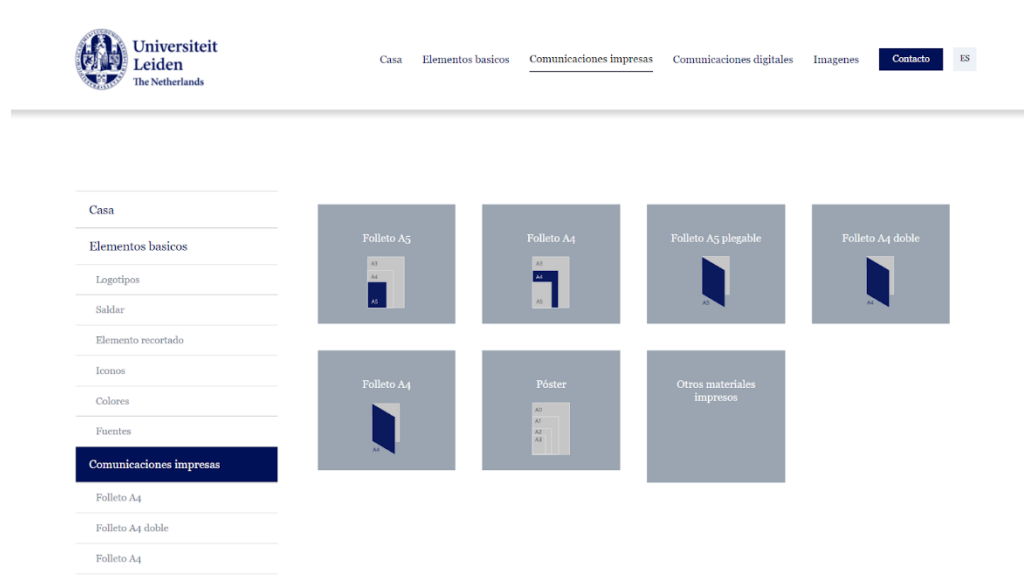 Universiteit
Leiden
The Netherlands
Casa
Elementos basicos
Comunicaciones impresas
Comunicaciones digitales
Imagenes
Contacto
ES
Casa
Elementos basicos
Logotipos
Saldar
Elemento recortado
Iconos
Colores
Fuentes
Comunicaciones impresas
Folleto A4
Folleto A4 doble
Folleto A4
Folleto A5
A3
A4
A5
Folleto A4
A3
A4
A5
Folleto A5 plegable
A5
Folleto A4 doble
A4
Folleto A4
A4
Póster
A0
A1
A2
A3
Otros materiales
impresos